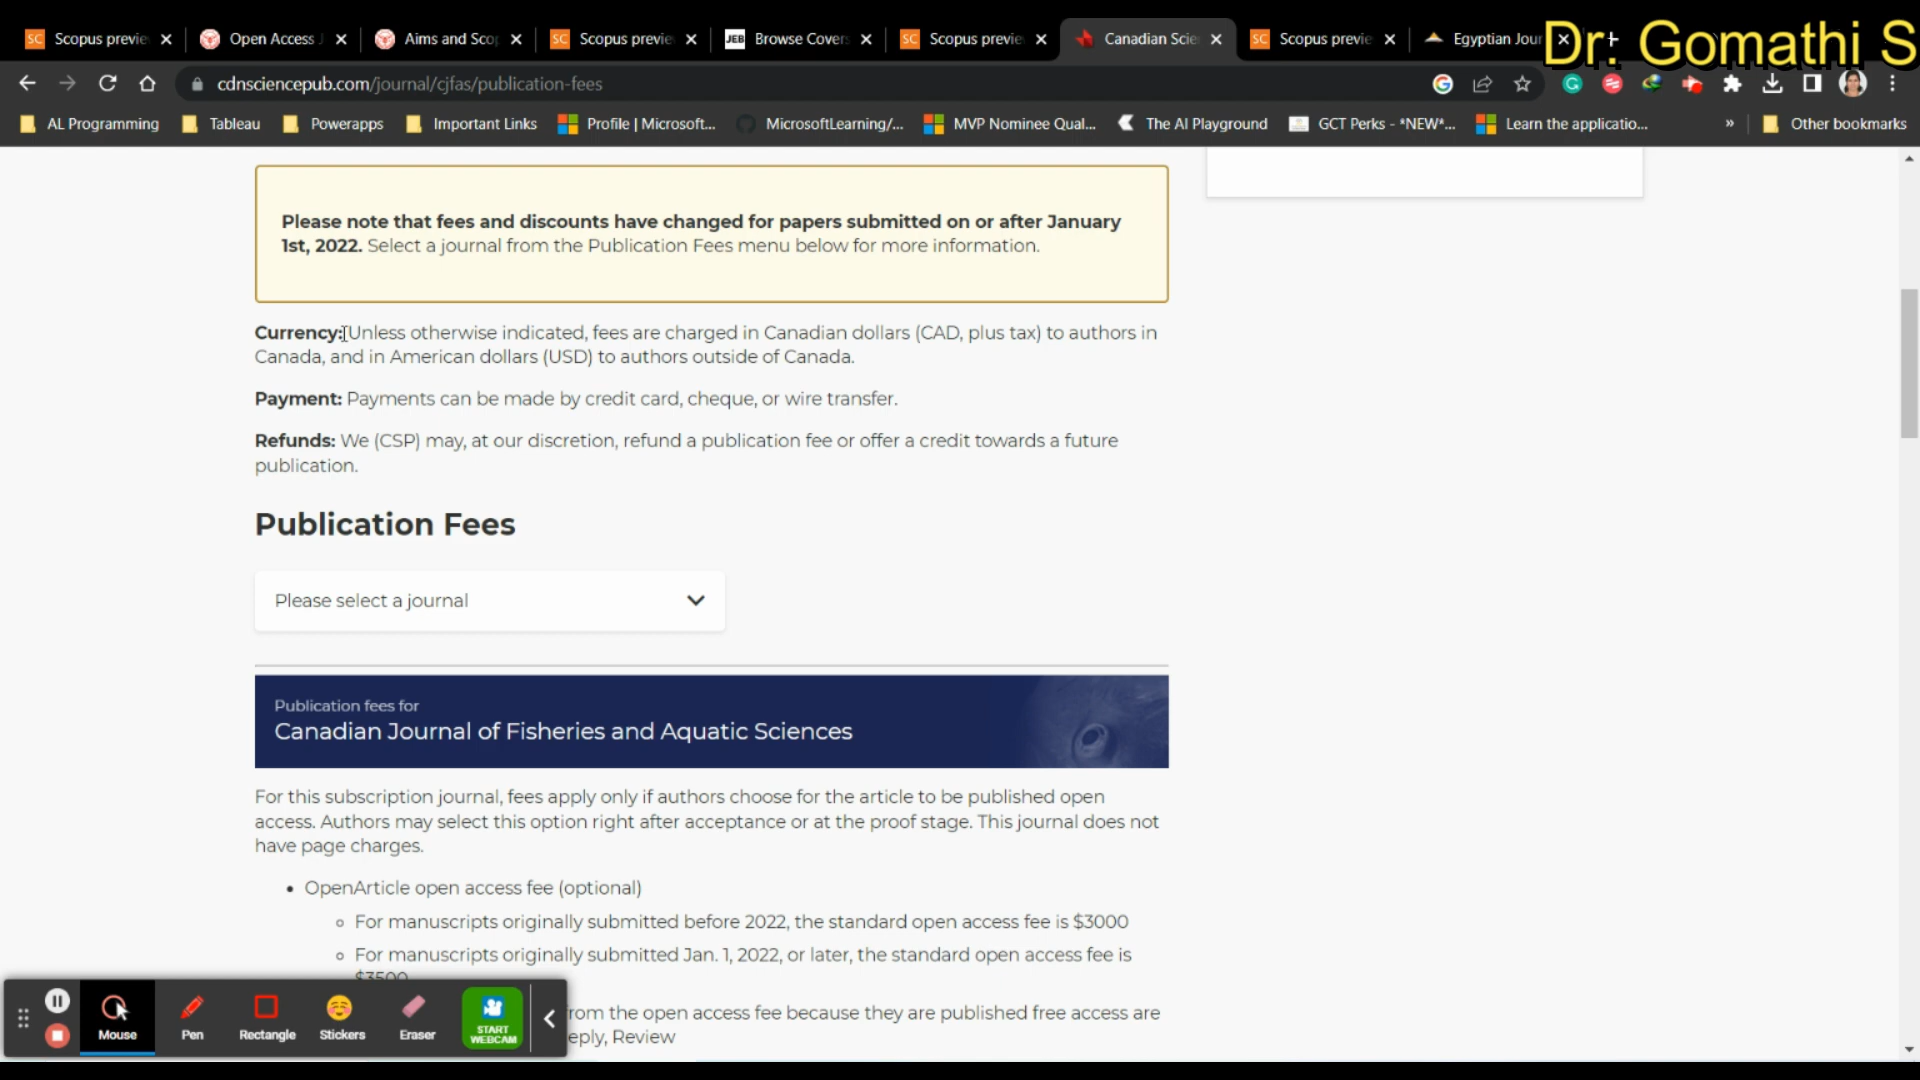 Scopus previe
Open Access J
Aims and Scop
Scopus previe
JEB Browse Cover
Scopus previe
Canadian Scie
Scopus previe
Egyptian Jour
Dr. Gomathi S
cdnsciencepub.com/journal/cjfas/publication-fees
AL Programming
Tableau
Powerapps
Important Links
Profile | Microsoft...
MicrosoftLearning/...
MVP Nominee Qual...
The AI Playground
GCT Perks - *NEW*...
Learn the applicatio...
»
Other bookmarks
Please note that fees and discounts have changed for papers submitted on or after January
1st, 2022. Select a journal from the Publication Fees menu below for more information.
Currency: Unless otherwise indicated, fees are charged in Canadian dollars (CAD, plus tax) to authors in
Canada, and in American dollars (USD) to authors outside of Canada.
Payment: Payments can be made by credit card, cheque, or wire transfer.
Refunds: We (CSP) may, at our discretion, refund a publication fee or offer a credit towards a future
publication.
Publication Fees
Please select a journal
Publication fees for
Canadian Journal of Fisheries and Aquatic Sciences
For this subscription journal, fees apply only if authors choose for the article to be published open
access. Authors may select this option right after acceptance or at the proof stage. This journal does not
have page charges.
• OpenArticle open access fee (optional)
For manuscripts originally submitted before 2022, the standard open access fee is $3000
For manuscripts originally submitted Jan. 1, 2022, or later, the standard open access fee is
$3500
from the open access fee because they are published free access are
eply, Review
Mouse
Pen
Rectangle
Stickers
Eraser
START
WEBCAM